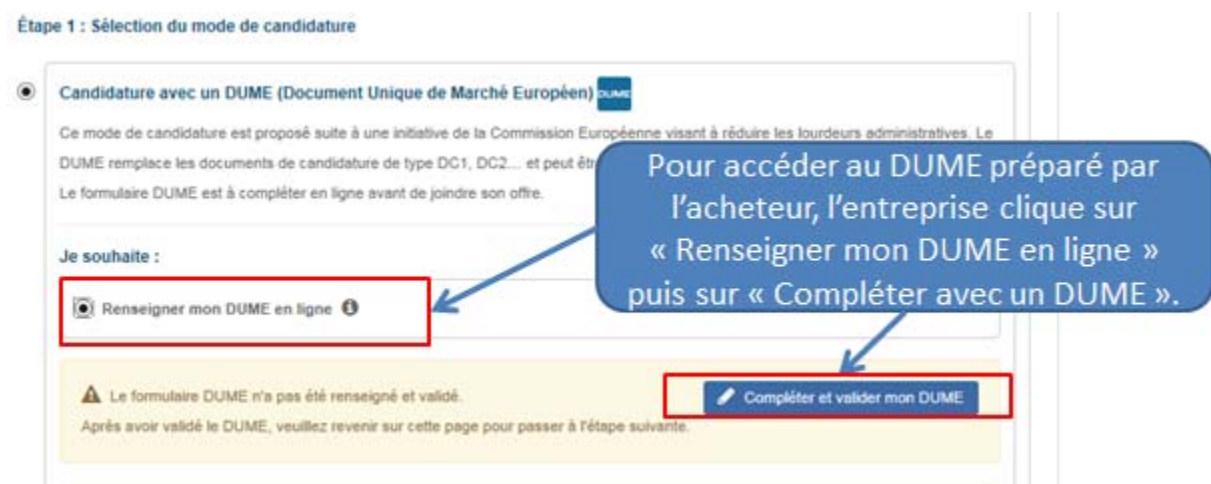 Étape 1 : Sélection du mode de candidature
Candidature avec un DUME (Document Unique de Marché Européen) DUME
Ce mode de candidature est proposé suite à une initiative de la Commission Européenne visant à réduire les lourdeurs administratives. Le
DUME remplace les documents de candidature de type DC1, DC2... et peut êtr
Le formulaire DUME est à compléter en ligne avant de joindre son offre.
Pour accéder au DUME préparé par
l’acheteur, l’entreprise clique sur
« Renseigner mon DUME en ligne »
puis sur « Compléter avec un DUME ».
Je souhaite :
Renseigner mon DUME en ligne
Le formulaire DUME n'a pas été renseigné et validé.
Compléter et valider mon DUME
Après avoir validé le DUME, veuillez revenir sur cette page pour passer à l'étape suivante.